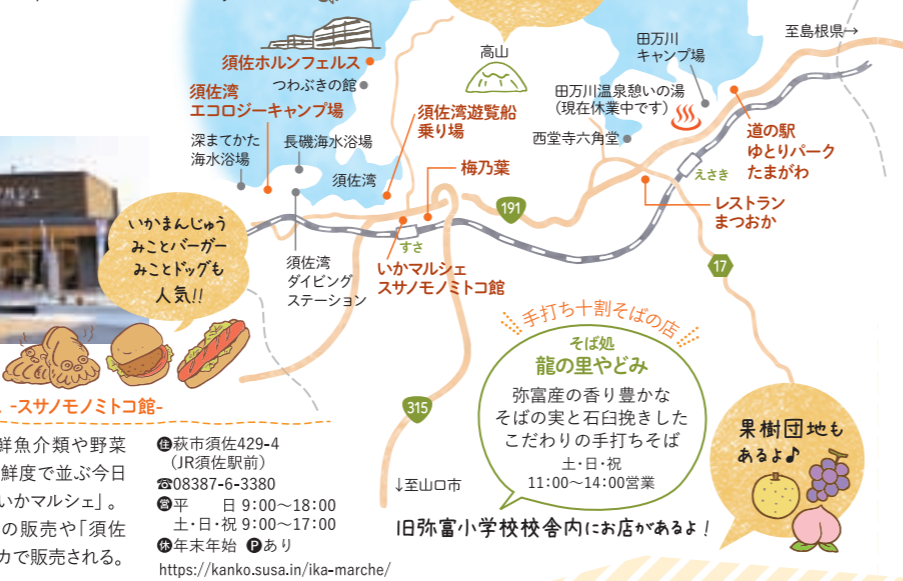 至島根県→
田万川
キャンプ場
高山
須佐ホルンフェルス
つわぶきの館
田万川温泉憩いの湯
(現在休業中です)
須佐湾
エコロジーキャンプ場
須佐湾遊覧船
乗り場
道の駅
ゆとりパーク
たまがわ
西堂寺六角堂
深まてかた
海水浴場
長磯海水浴場
須佐湾
梅乃葉
えさき
レストラン
まつおか
191
すさ
いかマルシェ
スサノモノミトコ館
須佐湾
ダイビング
ステーション
17
マルシェ
いかまんじゅう
みことバーガー
みことドッグも
人気!!
手打ち十割そばの店
そば処
龍の里やどみ
弥富産の香り豊かな
そばの実と石臼挽きした
こだわりの手打ちそば
土・日・祝
11:00〜14:00営業
315
↓至山口市
旧弥富小学校校舎内にお店があるよ!
果樹団地も
あるよ♪
-スサノモノミトコ館-
鮮魚介類や野菜
鮮度で並ぶ今日
いかマルシェ」。
の販売や「須佐
カで販売される。
住萩市須佐429-4
(JR須佐駅前)
☎08387-6-3380
営平 日 9:00〜18:00
土・日・祝 9:00〜17:00
休年末年始 Pあり
https://kanko.susa.in/ika-marche/